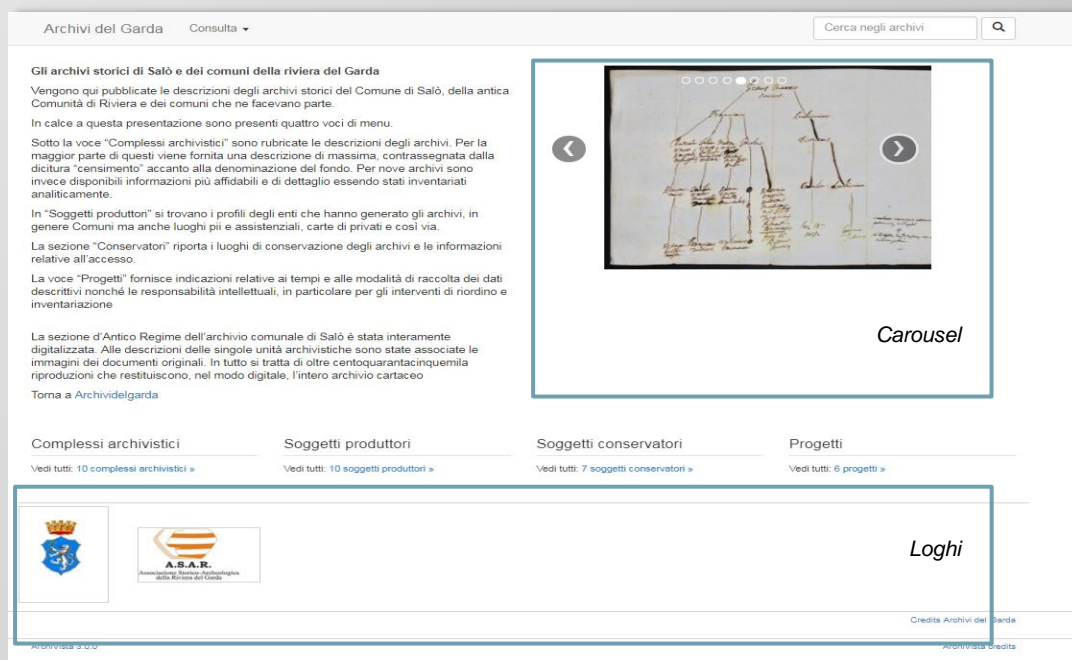 Archivi del Garda Consulta
Cerca negli archivi
Gli archivi storici di Salò e dei comuni della riviera del Garda
Vengono qui pubblicate le descrizioni degli archivi storici del Comune di Salò, della antica
Comunità di Riviera e dei comuni che ne facevano parte.
In calce a questa presentazione sono presenti quattro voci di menu.
Sotto la voce “Complessi archivistici” sono rubricate le descrizioni degli archivi. Per la
maggior parte di questi viene fornita una descrizione di massima, contrassegnata dalla
dicitura “censimento” accanto alla denominazione del fondo. Per nove archivi sono
invece disponibili informazioni più affidabili e di dettaglio essendo stati inventariati
analiticamente.
In “Soggetti produttori” si trovano i profili degli enti che hanno generato gli archivi, in
genere Comuni ma anche luoghi pii e assistenziali, carte di privati e così via.
La sezione “Conservatori” riporta i luoghi di conservazione degli archivi e le informazioni
relative all’accesso.
La voce “Progetti” fornisce indicazioni relative ai tempi e alle modalità di raccolta dei dati
descrittivi nonché le responsabilità intellettuali, in particolare per gli interventi di riordino e
inventariazione
La sezione d’Antico Regime dell’archivio comunale di Salò è stata interamente
digitalizzata. Alle descrizioni delle singole unità archivistiche sono state associate le
immagini dei documenti originali. In tutto si tratta di oltre centoquarantacinquemila
riproduzioni che restituiscono, nel modo digitale, l’intero archivio cartaceo
Torna a Archividelgarda
Carousel
Complessi archivistici
Vedi tutti: 10 complessi archivistici »
Soggetti produttori
Vedi tutti: 10 soggetti produttori »
Soggetti conservatori
Vedi tutti: 7 soggetti conservatori »
Progetti
Vedi tutti: 6 progetti »
A.S.A.R.
Associazione Storico-Archeologica
della Riviera del Garda
Loghi
Credits Archivi del Garda
Archivista 3.0.0
Archivista credits